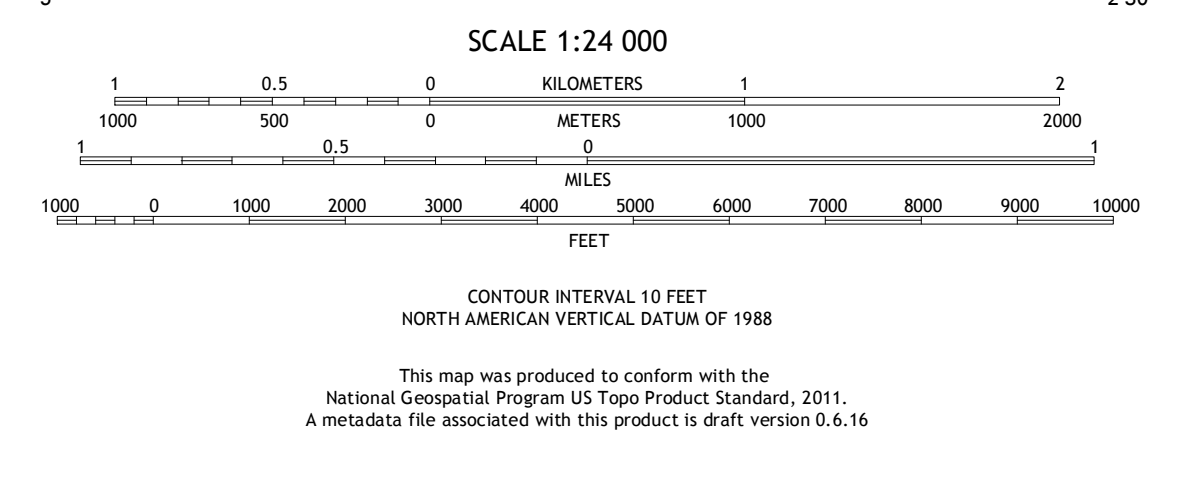 SCALE 1:24 000
1 0.5 0 KILOMETERS 1 2
1000 500 0 METERS 1000 2000
1 0.5 0 1
MILES
1000 0 1000 2000 3000 4000 5000 6000 7000 8000 9000 10000
FEET
CONTOUR INTERVAL 10 FEET
NORTH AMERICAN VERTICAL DATUM OF 1988
This map was produced to conform with the
National Geospatial Program US Topo Product Standard, 2011.
A metadata file associated with this product is draft version 0.6.16